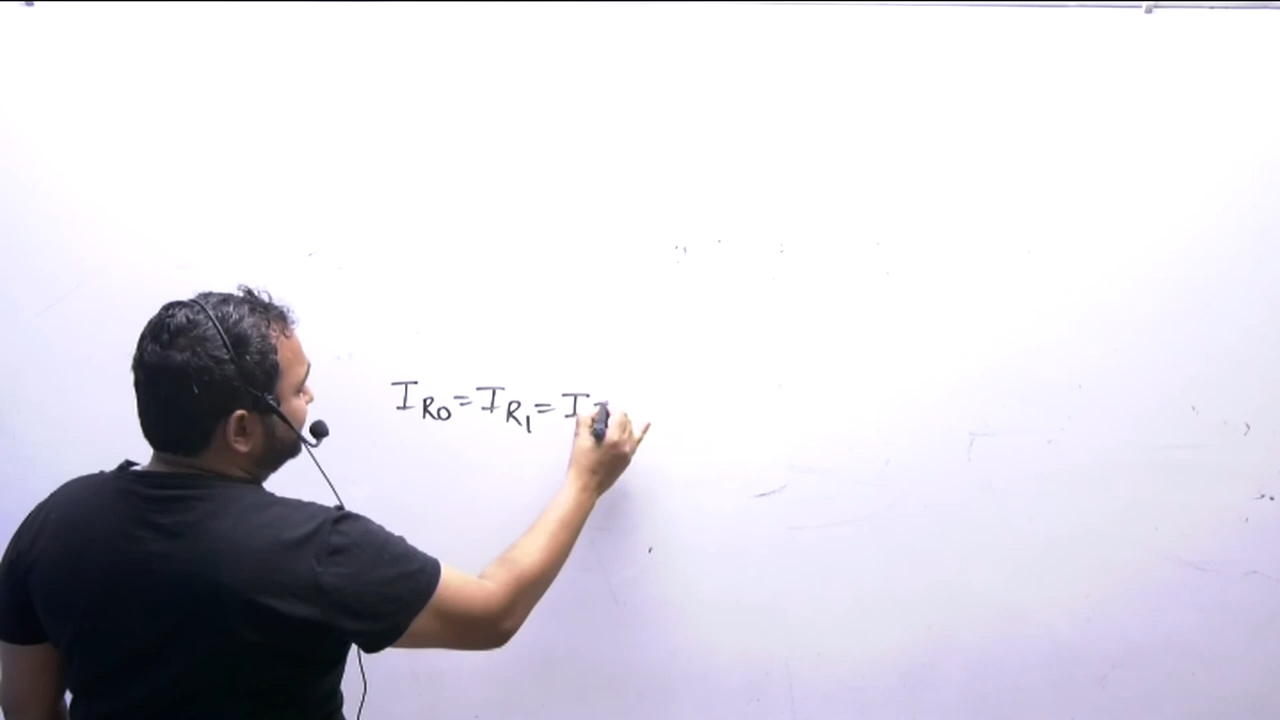 I_R0 = I_R1 = I